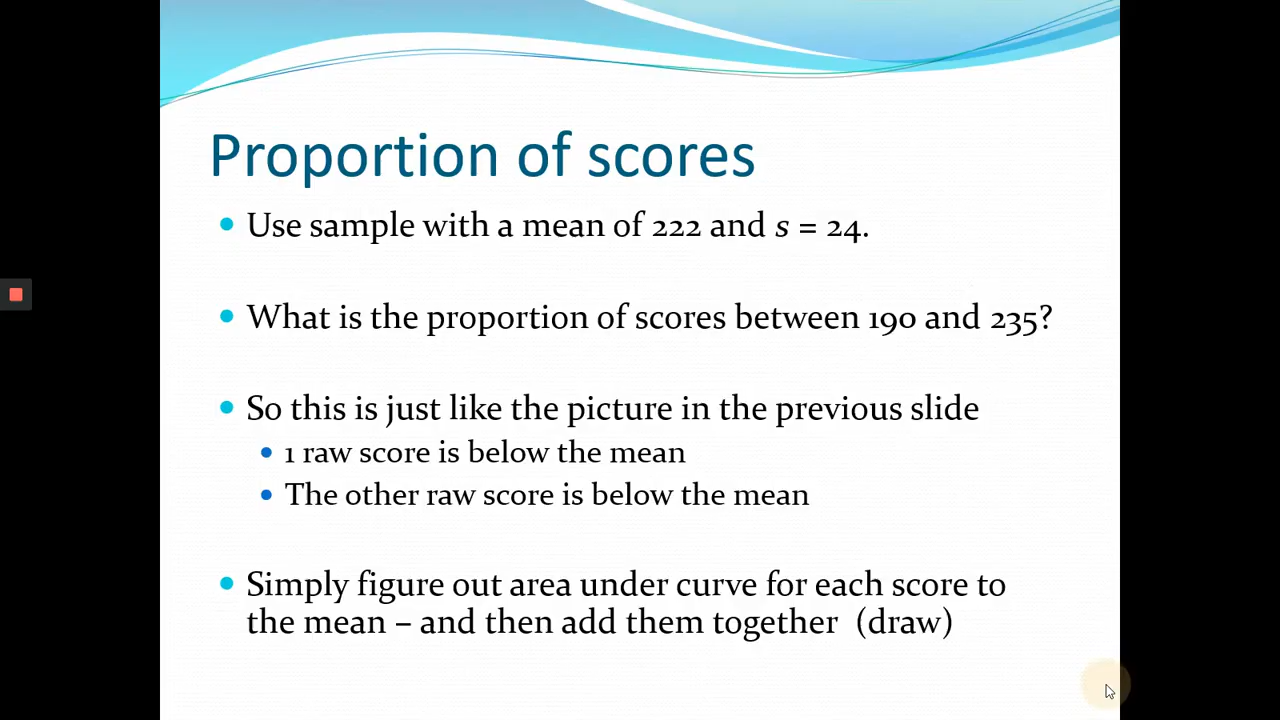 Proportion of scores
Use sample with a mean of 222 and s = 24.
What is the proportion of scores between 190 and 235?
So this is just like the picture in the previous slide
1 raw score is below the mean
The other raw score is below the mean
Simply figure out area under curve for each score to
the mean – and then add them together (draw)